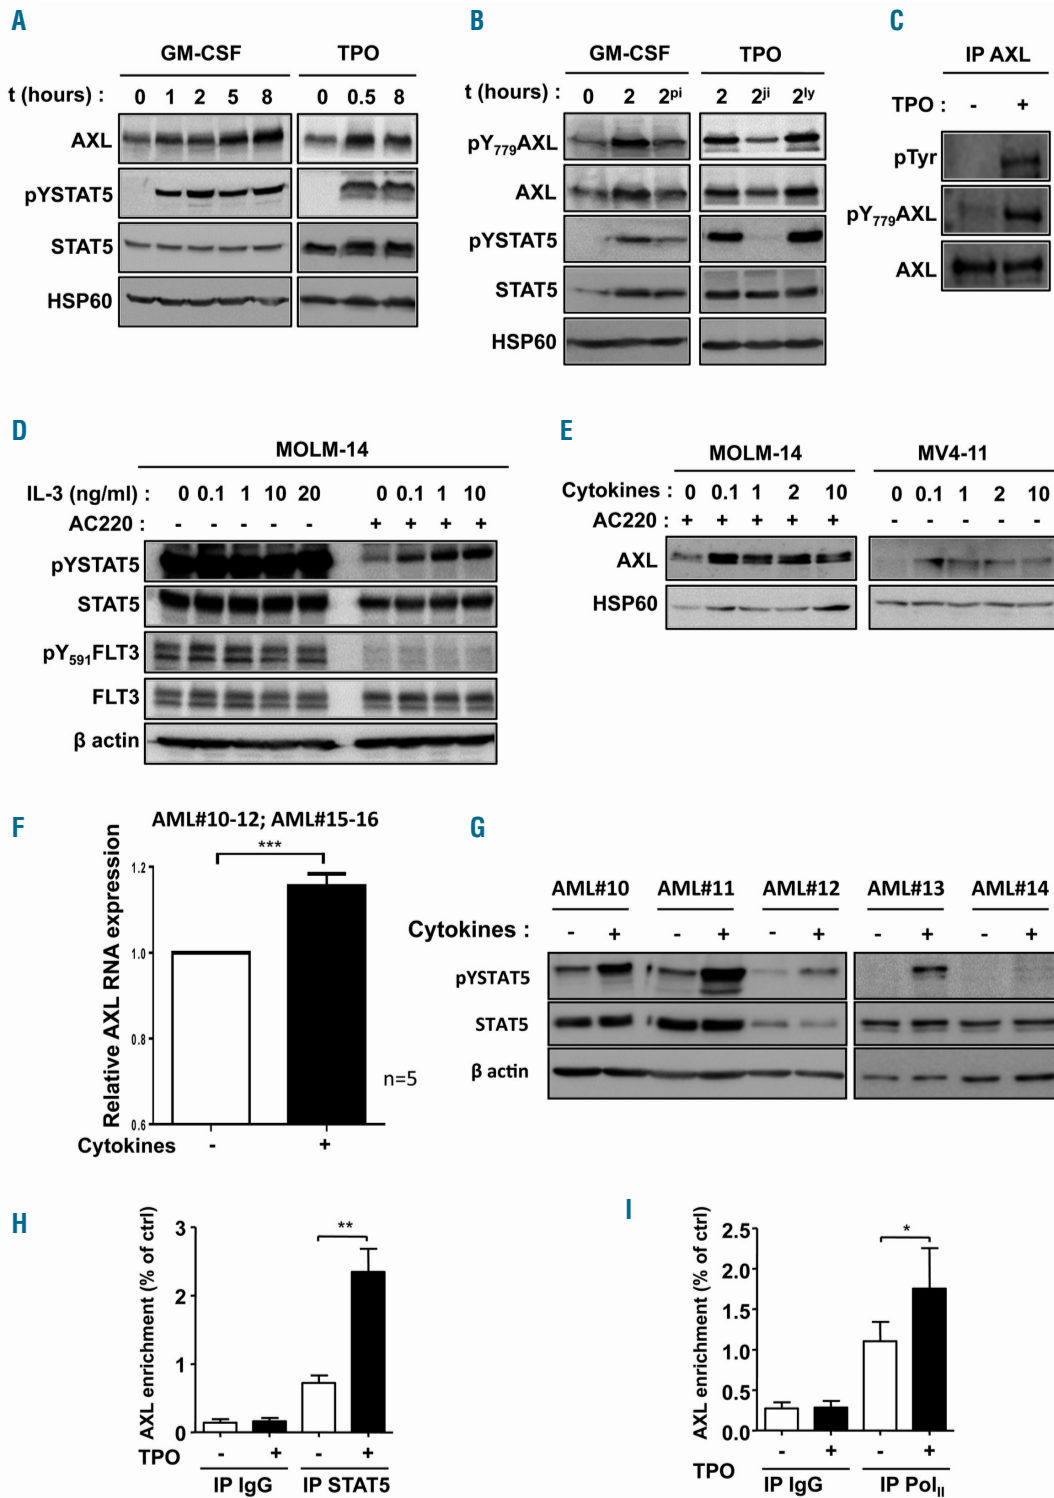 A
GM-CSF TPO
t (hours) : 0 1 2 5 8 0 0.5 8
AXL
pYSTAT5
STAT5
HSP60
B
GM-CSF TPO
t (hours) : 0 2 2pi 2 2ji 2ly
pY779AXL
AXL
pYSTAT5
STAT5
HSP60
C
IP AXL
TPO : - +
pTyr
pY779AXL
AXL
D
MOLM-14
IL-3 (ng/ml) : 0 0.1 1 10 20 0 0.1 1 10
AC220 : - - - - - + + + +
pYSTAT5
STAT5
pY591FLT3
FLT3
β actin
E
MOLM-14 MV4-11
Cytokines : 0 0.1 1 2 10 0 0.1 1 2 10
AC220 : + + + + + - - - - -
AXL
HSP60
F
AML#10-12; AML#15-16
***
Relative AXL RNA expression
1.2
1.0
0.8
0.6
n=5
Cytokines - +
G
AML#10 AML#11 AML#12 AML#13 AML#14
Cytokines : - + - + - + - + - +
pYSTAT5
STAT5
β actin
H
AXL enrichment (% of ctrl)
3
2
1
0
**
TPO - + - +
IP IgG IP STAT5
I
AXL enrichment (% of ctrl)
2.5
2.0
1.5
1.0
0.5
0.0
*
TPO - + - +
IP IgG IP PolII